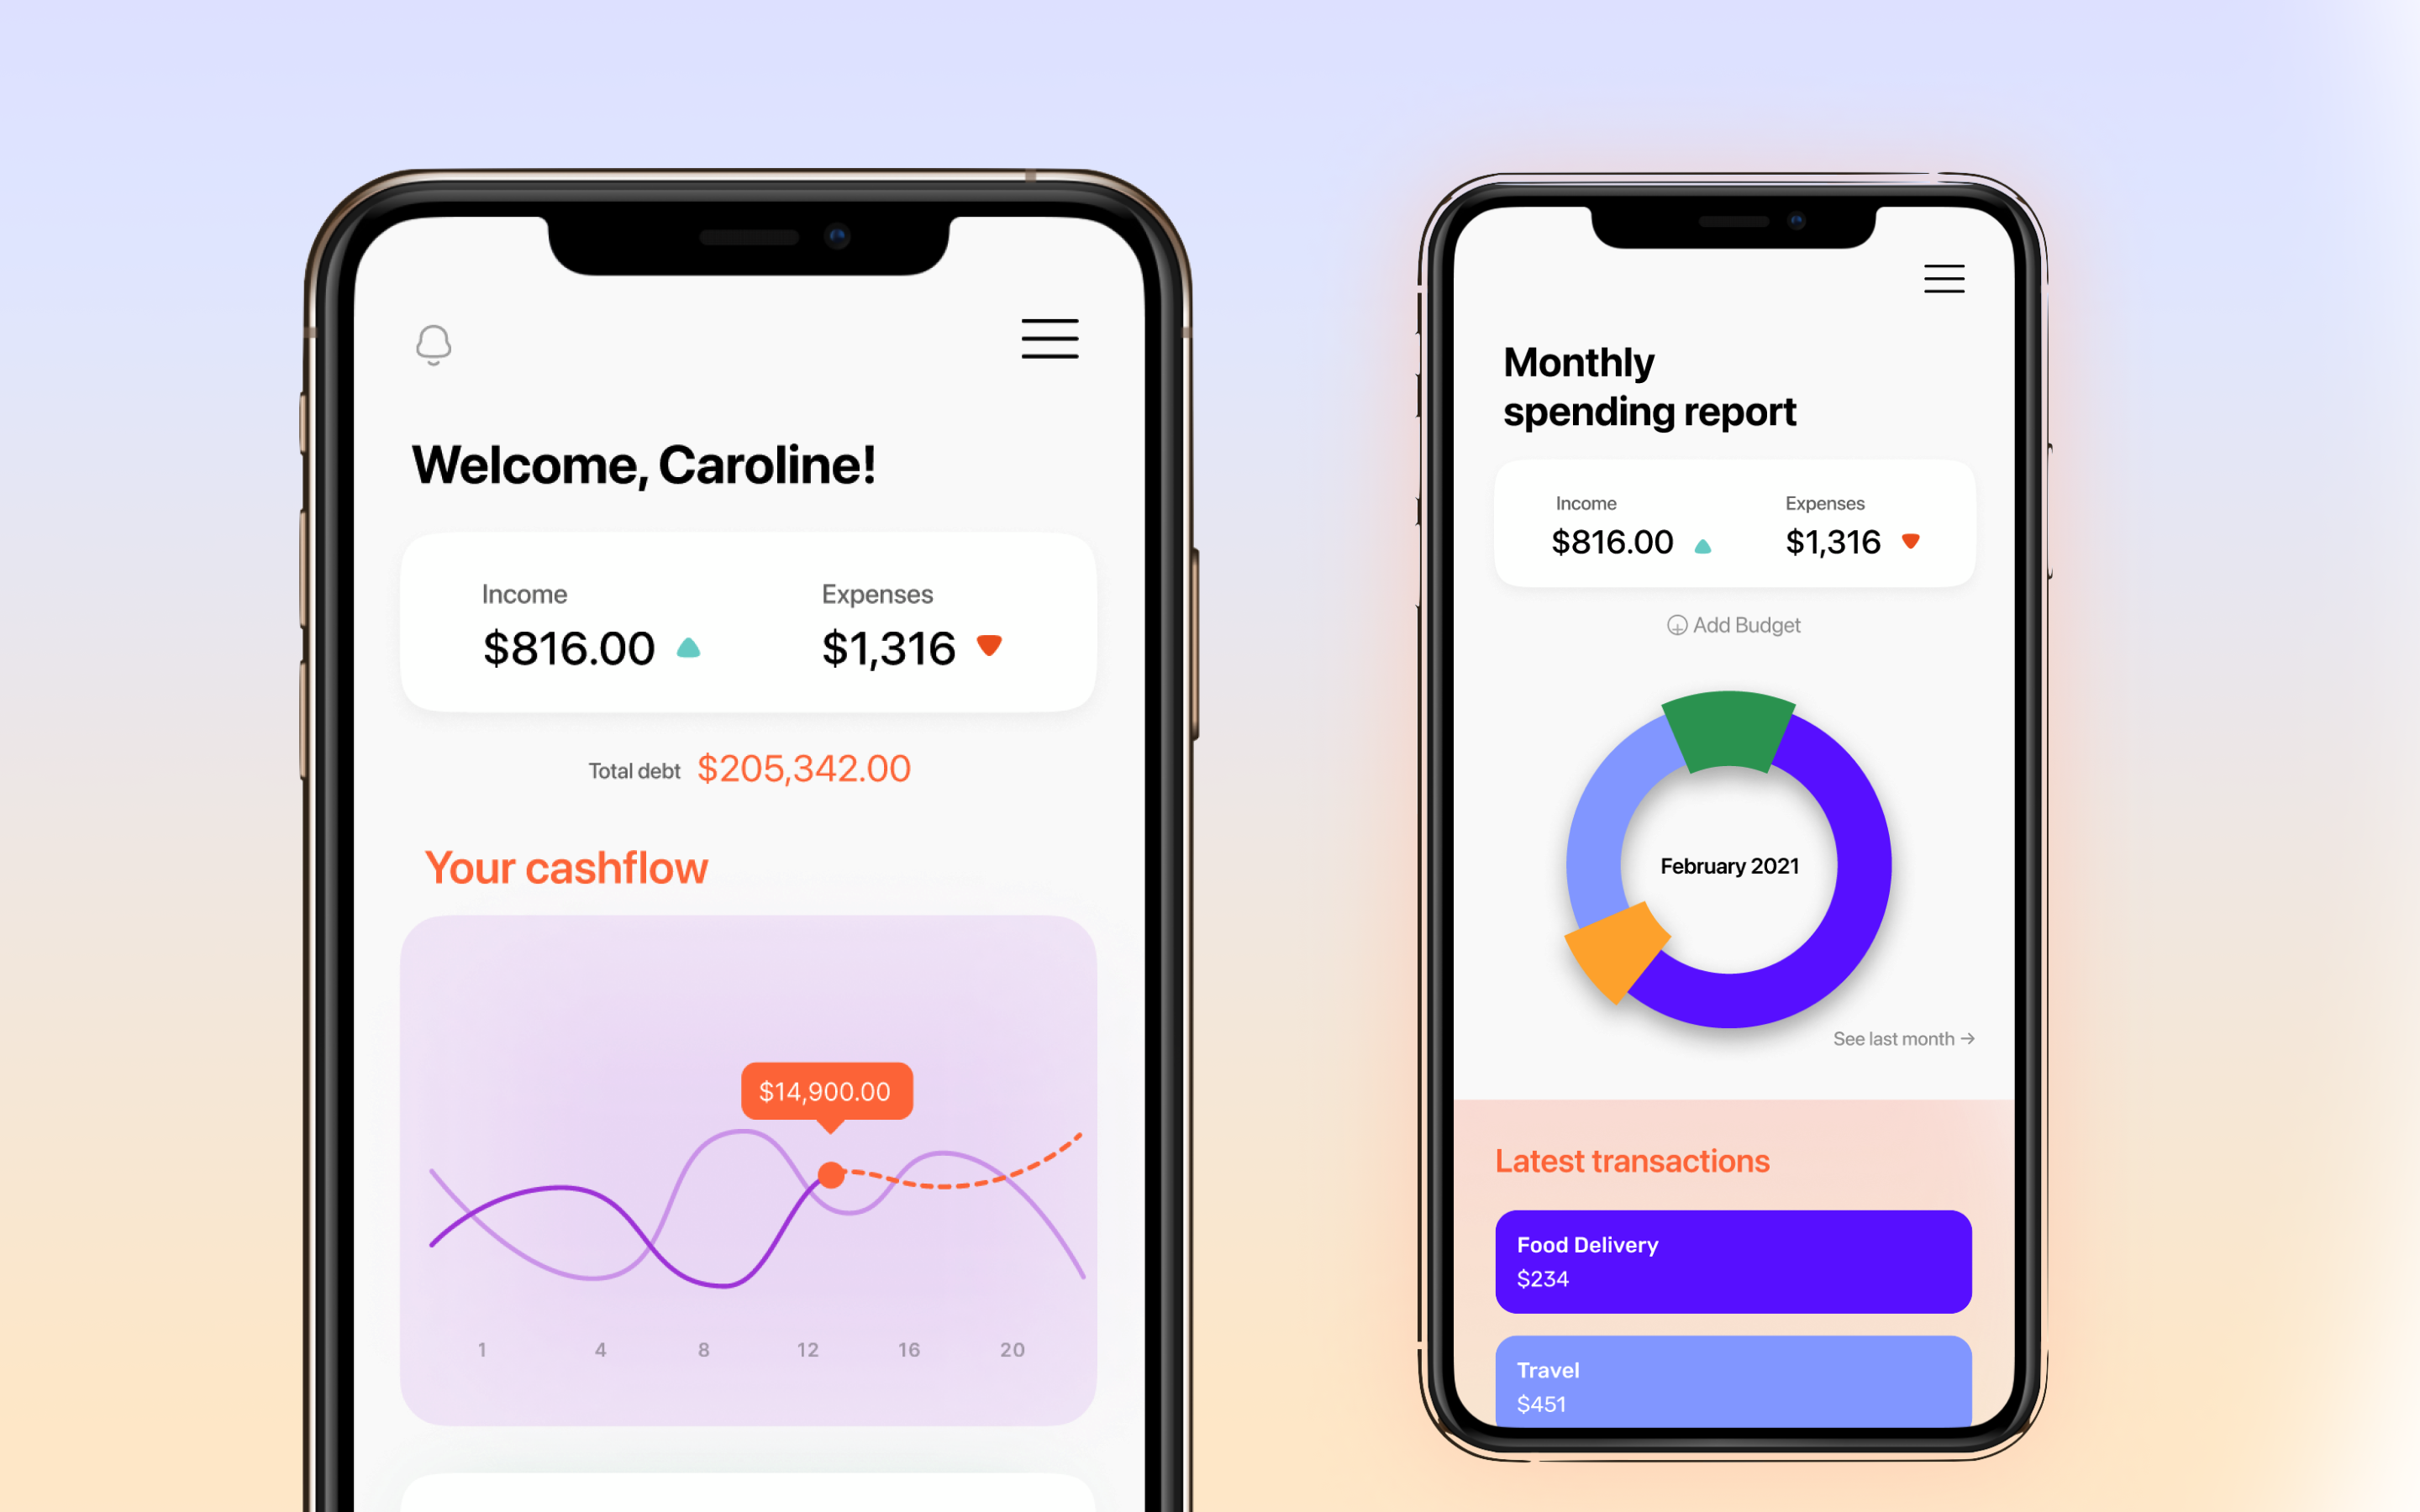 Welcome, Caroline!
Income
Expenses
$816.00
$1,316
Total debt $205,342.00
Your cashflow
$14,900.00
1 4 8 12 16 20
Monthly
spending report
Income
Expenses
$816.00
$1,316
Add Budget
February 2021
See last month →
Latest transactions
Food Delivery
$234
Travel
$451